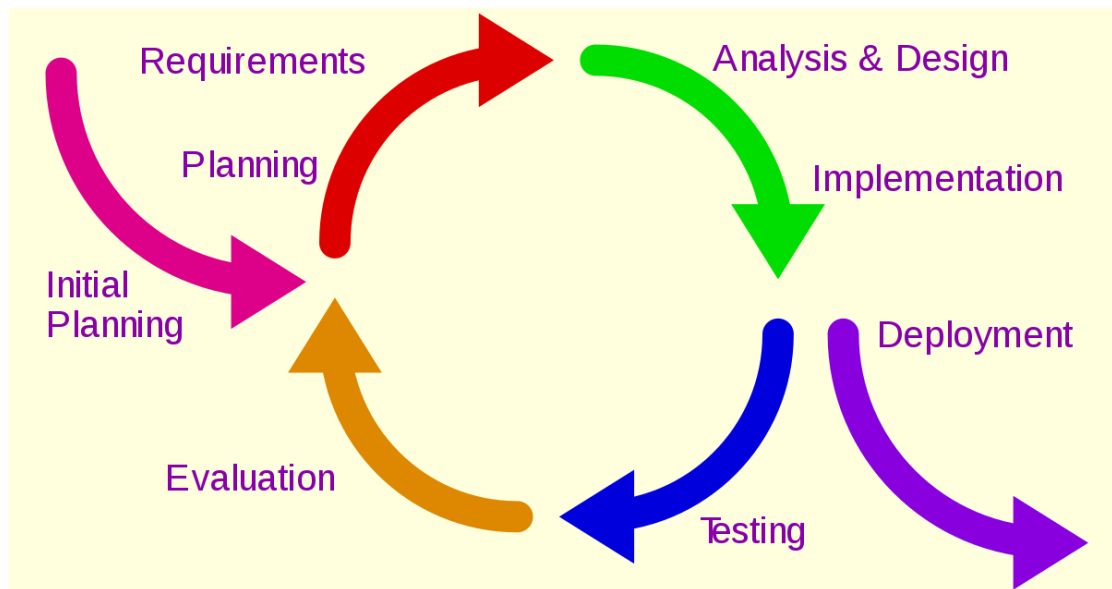 Requirements
Analysis & Design
Planning
Implementation
Initial
Planning
Deployment
Evaluation
Testing